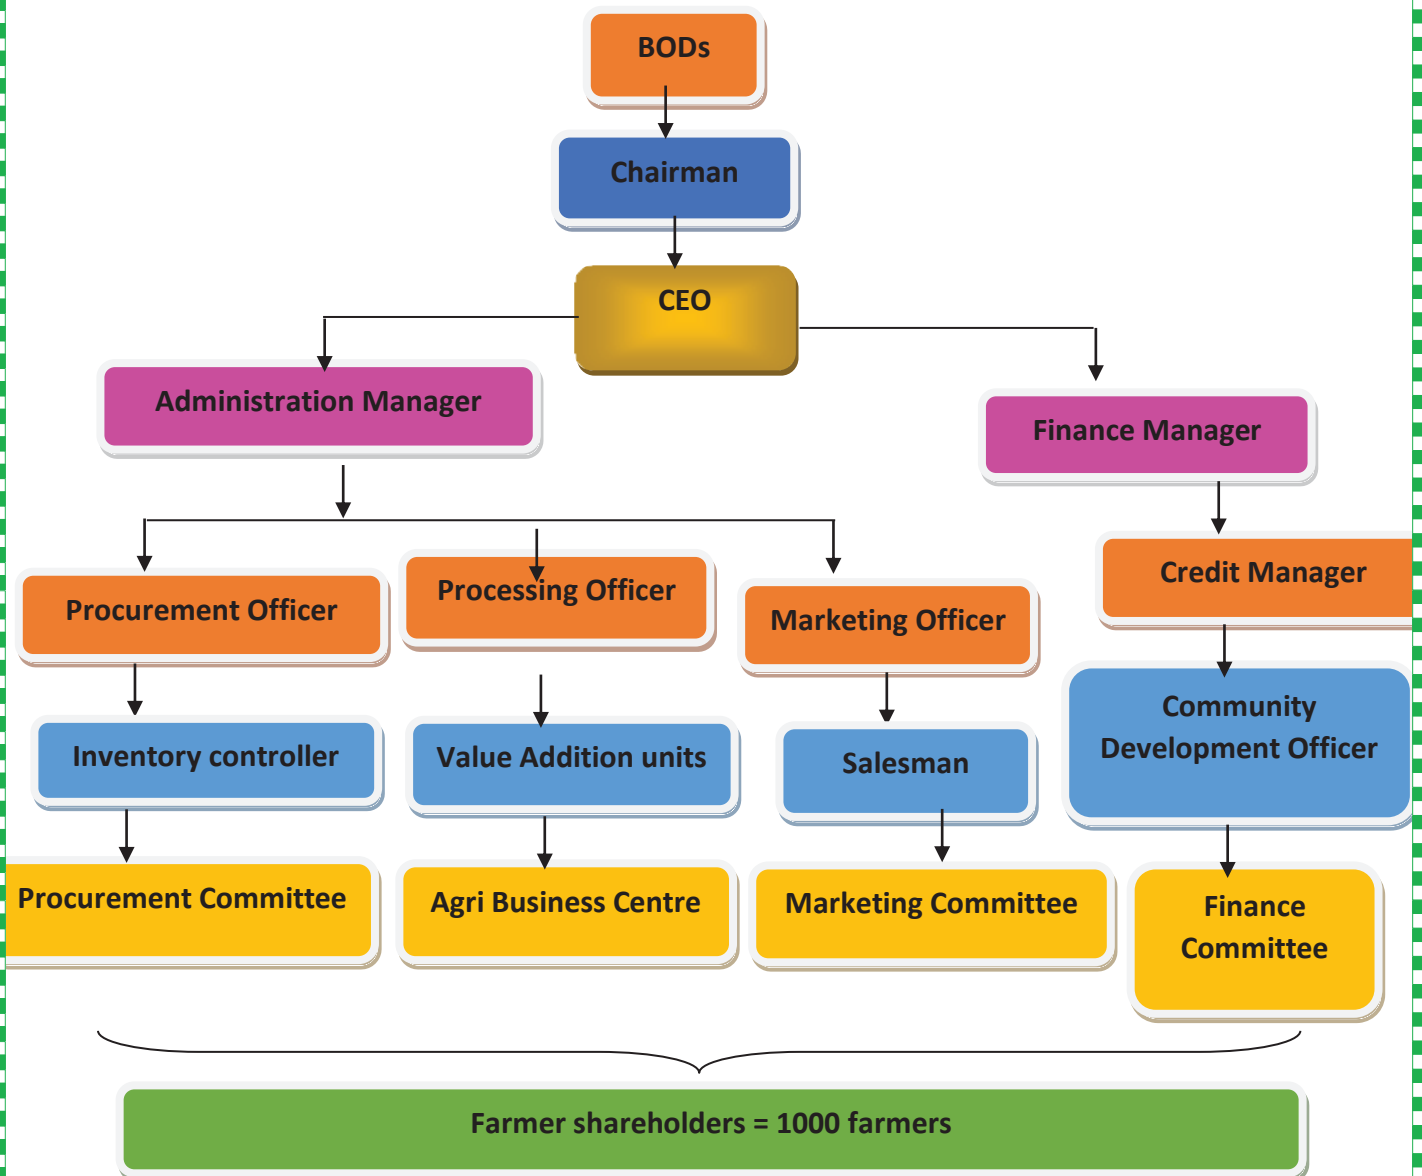 BODs
Chairman
CEO
Administration Manager
Finance Manager
Procurement Officer
Processing Officer
Marketing Officer
Credit Manager
Inventory controller
Value Addition units
Salesman
Community
Development Officer
Procurement Committee
Agri Business Centre
Marketing Committee
Finance
Committee
Farmer shareholders = 1000 farmers